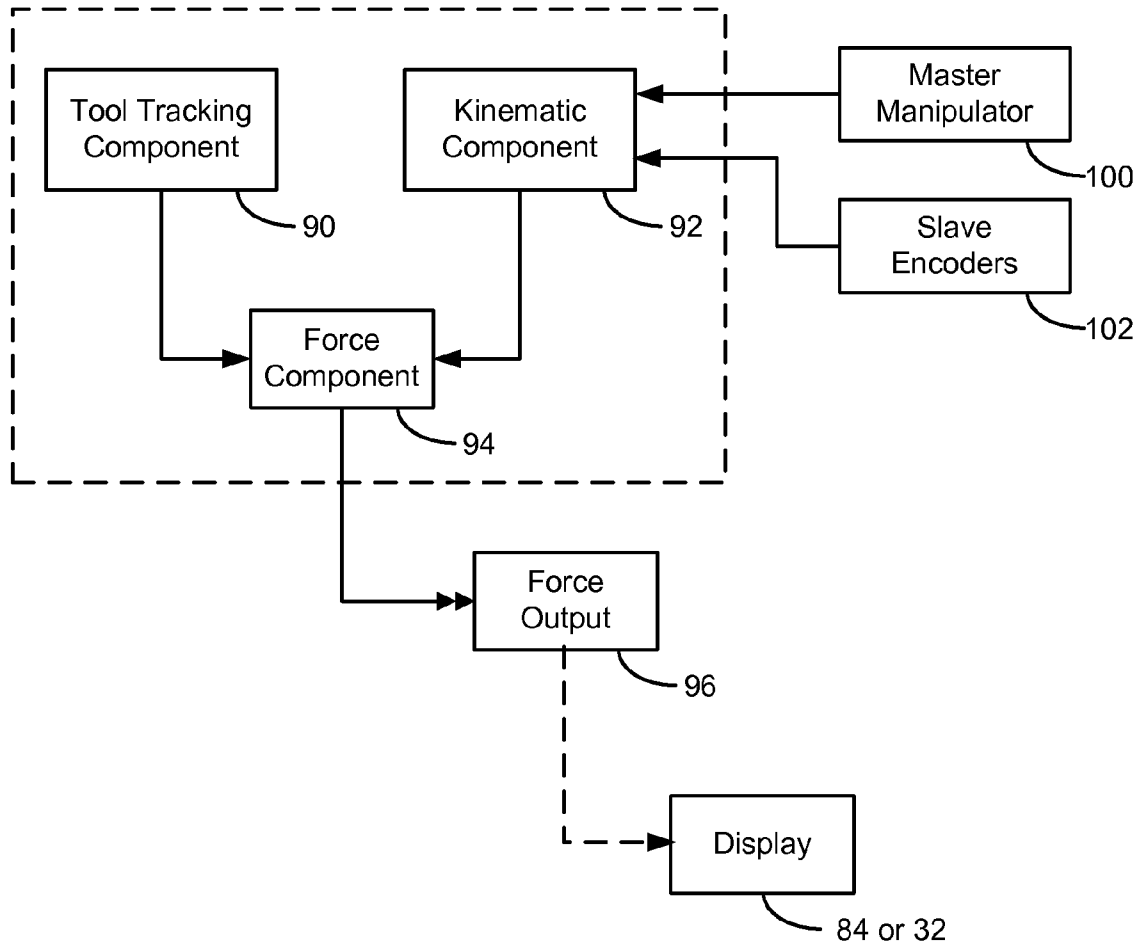 Tool Tracking
Component
90
Kinematic
Component
92
Master
Manipulator
100
Slave
Encoders
102
Force
Component
94
Force
Output
96
Display
84 or 32